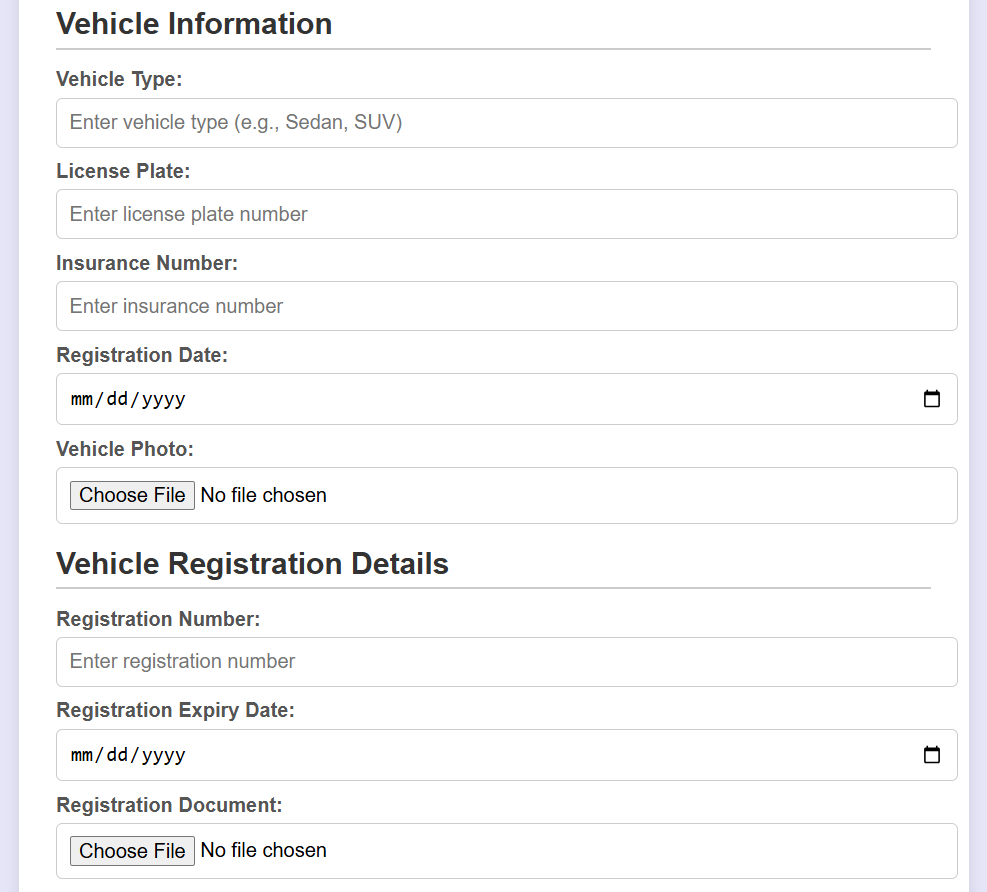 Vehicle Information
Vehicle Type:
Enter vehicle type (e.g., Sedan, SUV)
License Plate:
Enter license plate number
Insurance Number:
Enter insurance number
Registration Date:
mm/dd/yyyy
Vehicle Photo:
Choose File No file chosen
Vehicle Registration Details
Registration Number:
Enter registration number
Registration Expiry Date:
mm/dd/yyyy
Registration Document:
Choose File No file chosen